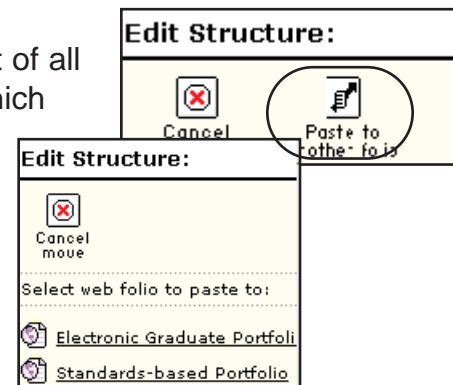 of all
Edit Structure:
Cancel
Paste to
Edit Structure:
Cancel
move
Select web folio to paste to:
Electronic Graduate Portfoli
Standards-based Portfolio